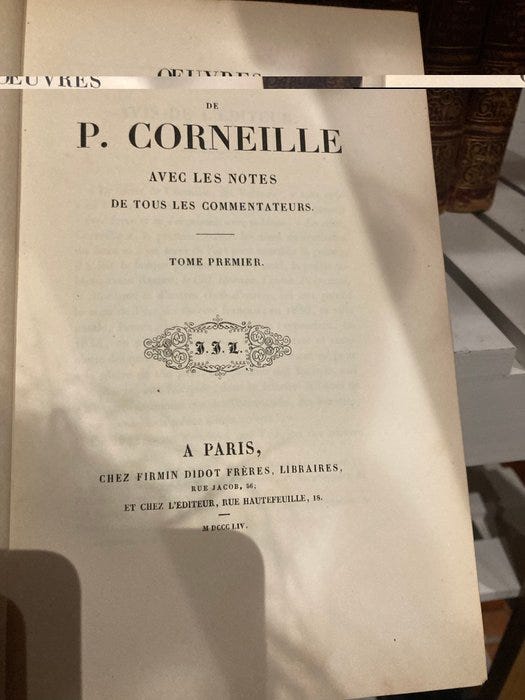 OEUVRES
DE
P. CORNEILLE
AVEC LES NOTES
DE TOUS LES COMMENTATEURS.
TOME PREMIER.
J. J. L.
A PARIS,
CHEZ FIRMIN DIDOT FRÈRES, LIBRAIRES,
RUE JACOB, 56;
ET CHEZ L'ÉDITEUR, RUE HAUTEFEUILLE, 18.
M DCCC LIV.